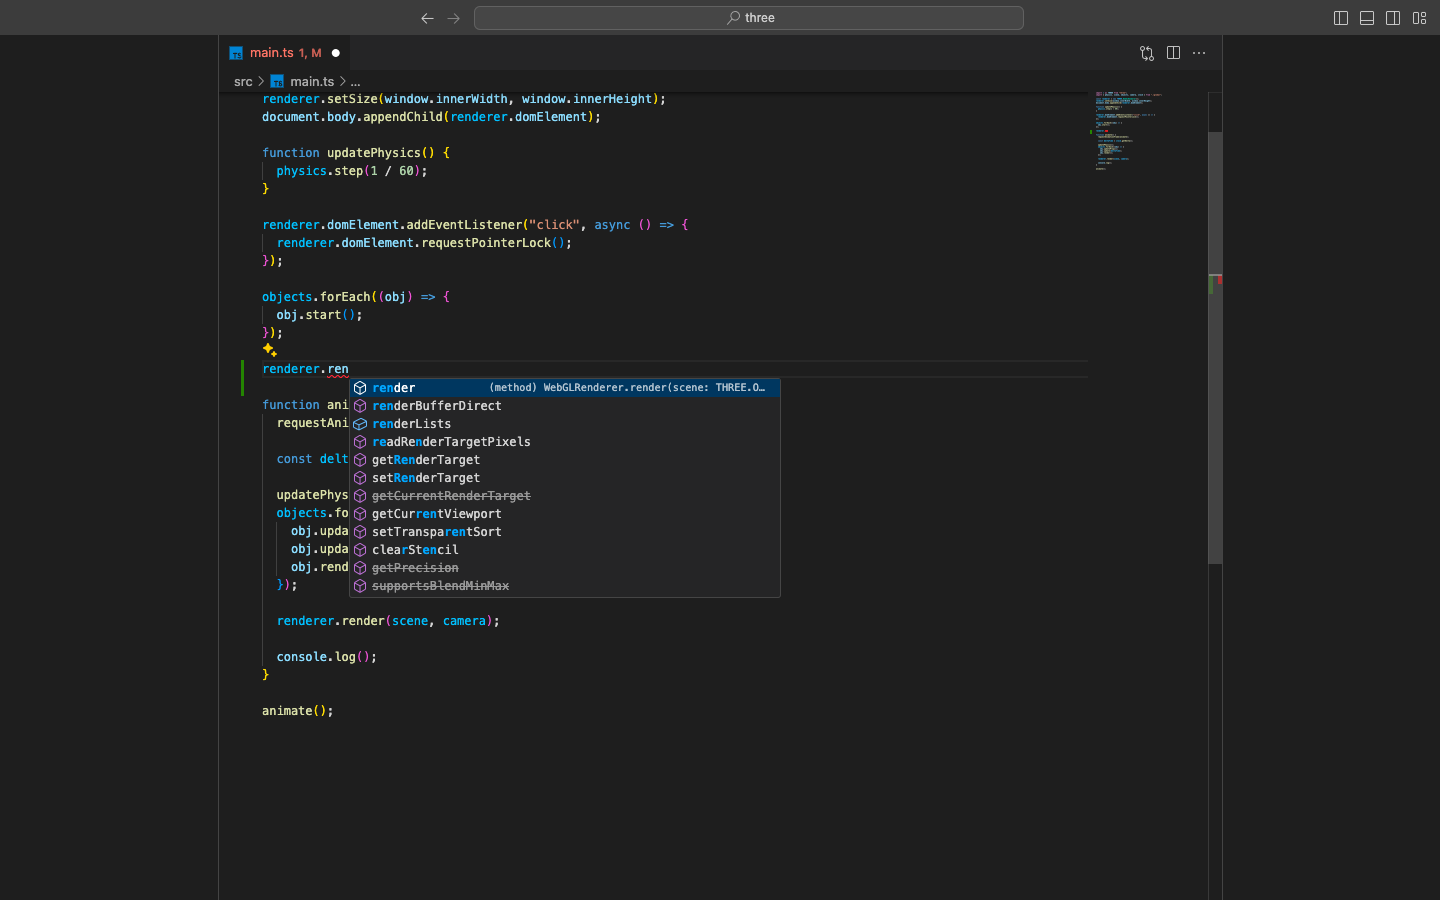 three
main.ts 1, M
src > main.ts > ...
renderer.setSize(window.innerWidth, window.innerHeight);
document.body.appendChild(renderer.domElement);
function updatePhysics() {
physics.step(1 / 60);
}
renderer.domElement.addEventListener("click", async () => {
renderer.domElement.requestPointerLock();
});
objects.forEach((obj) => {
obj.start();
});
renderer.ren
render (method) WebGLRenderer.render(scene: THREE.O…
renderBufferDirect
renderLists
readRenderTargetPixels
getRenderTarget
setRenderTarget
getCurrentRenderTarget
getCurrentViewport
setTransparentSort
clearStencil
getPrecision
supportsBlendMinMax
function ani
requestAni
const delt
updatePhys
objects.fo
obj.upda
obj.upda
obj.rend
});
renderer.render(scene, camera);
console.log();
}
animate();